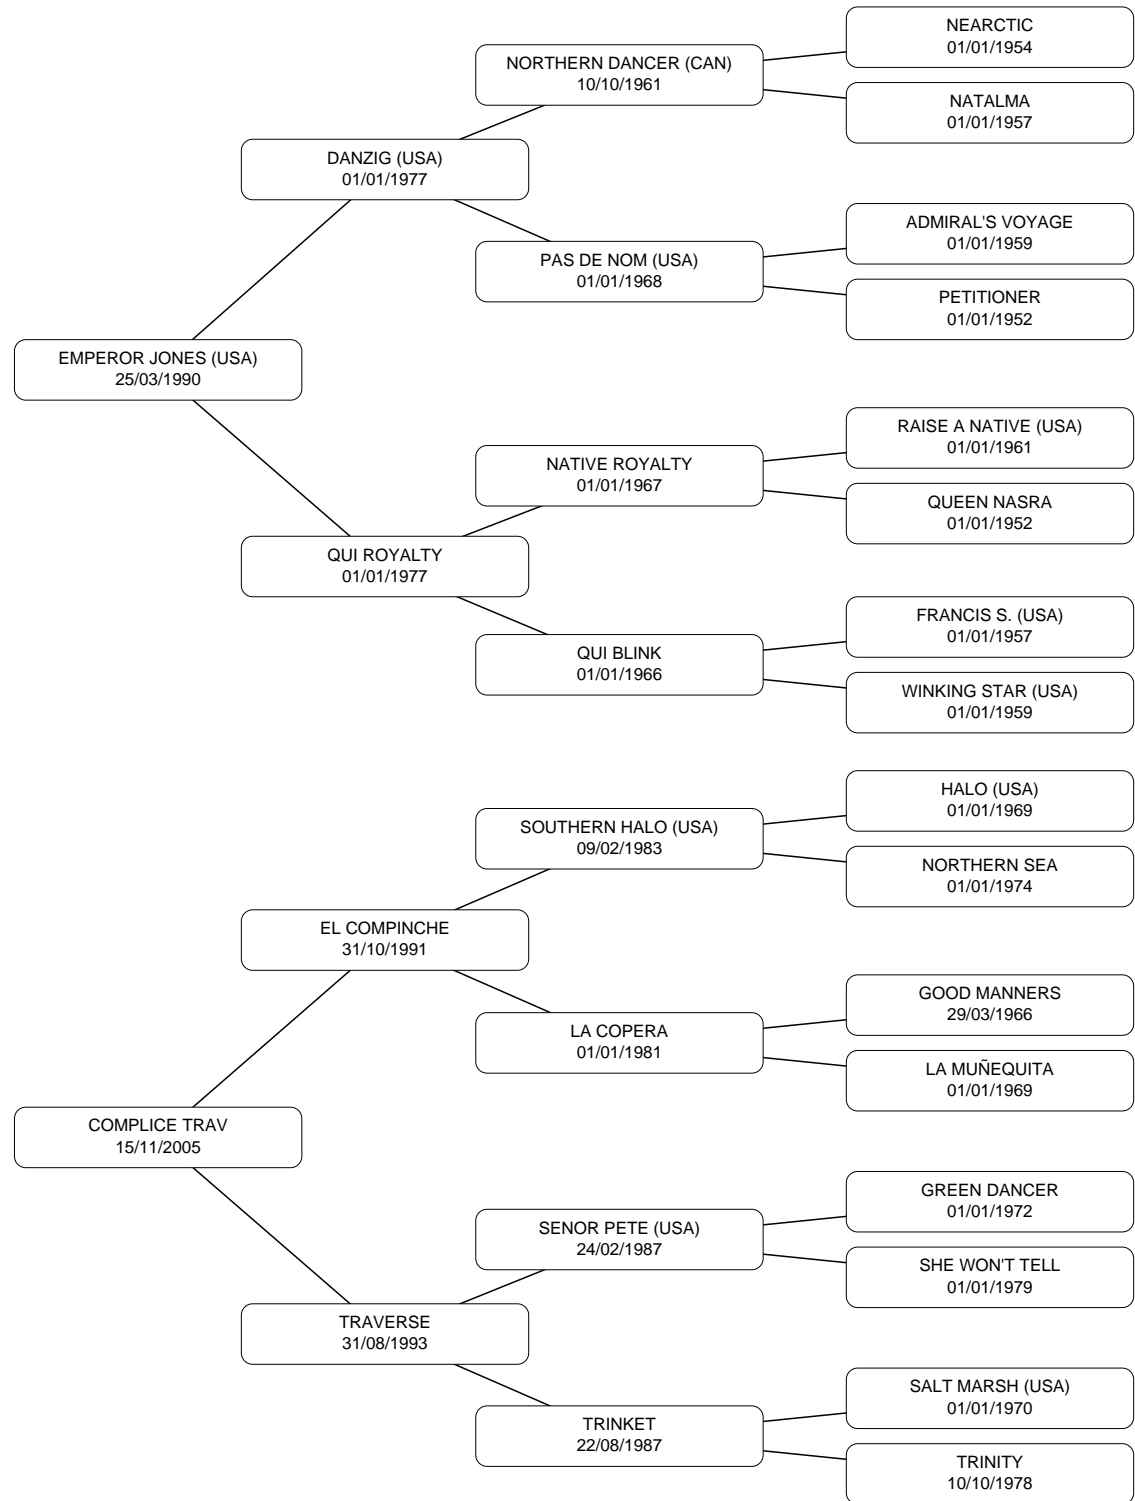 NEARCTIC
01/01/1954
NORTHERN DANCER (CAN)
10/10/1961
NATALMA
01/01/1957
DANZIG (USA)
01/01/1977
ADMIRAL'S VOYAGE
01/01/1959
PAS DE NOM (USA)
01/01/1968
PETITIONER
01/01/1952
EMPEROR JONES (USA)
25/03/1990
RAISE A NATIVE (USA)
01/01/1961
NATIVE ROYALTY
01/01/1967
QUEEN NASRA
01/01/1952
QUI ROYALTY
01/01/1977
FRANCIS S. (USA)
01/01/1957
QUI BLINK
01/01/1966
WINKING STAR (USA)
01/01/1959
HALO (USA)
01/01/1969
SOUTHERN HALO (USA)
09/02/1983
NORTHERN SEA
01/01/1974
EL COMPINCHE
31/10/1991
GOOD MANNERS
29/03/1966
LA COPERA
01/01/1981
LA MUÑEQUITA
01/01/1969
COMPLICE TRAV
15/11/2005
GREEN DANCER
01/01/1972
SENOR PETE (USA)
24/02/1987
SHE WON'T TELL
01/01/1979
TRAVERSE
31/08/1993
SALT MARSH (USA)
01/01/1970
TRINKET
22/08/1987
TRINITY
10/10/1978